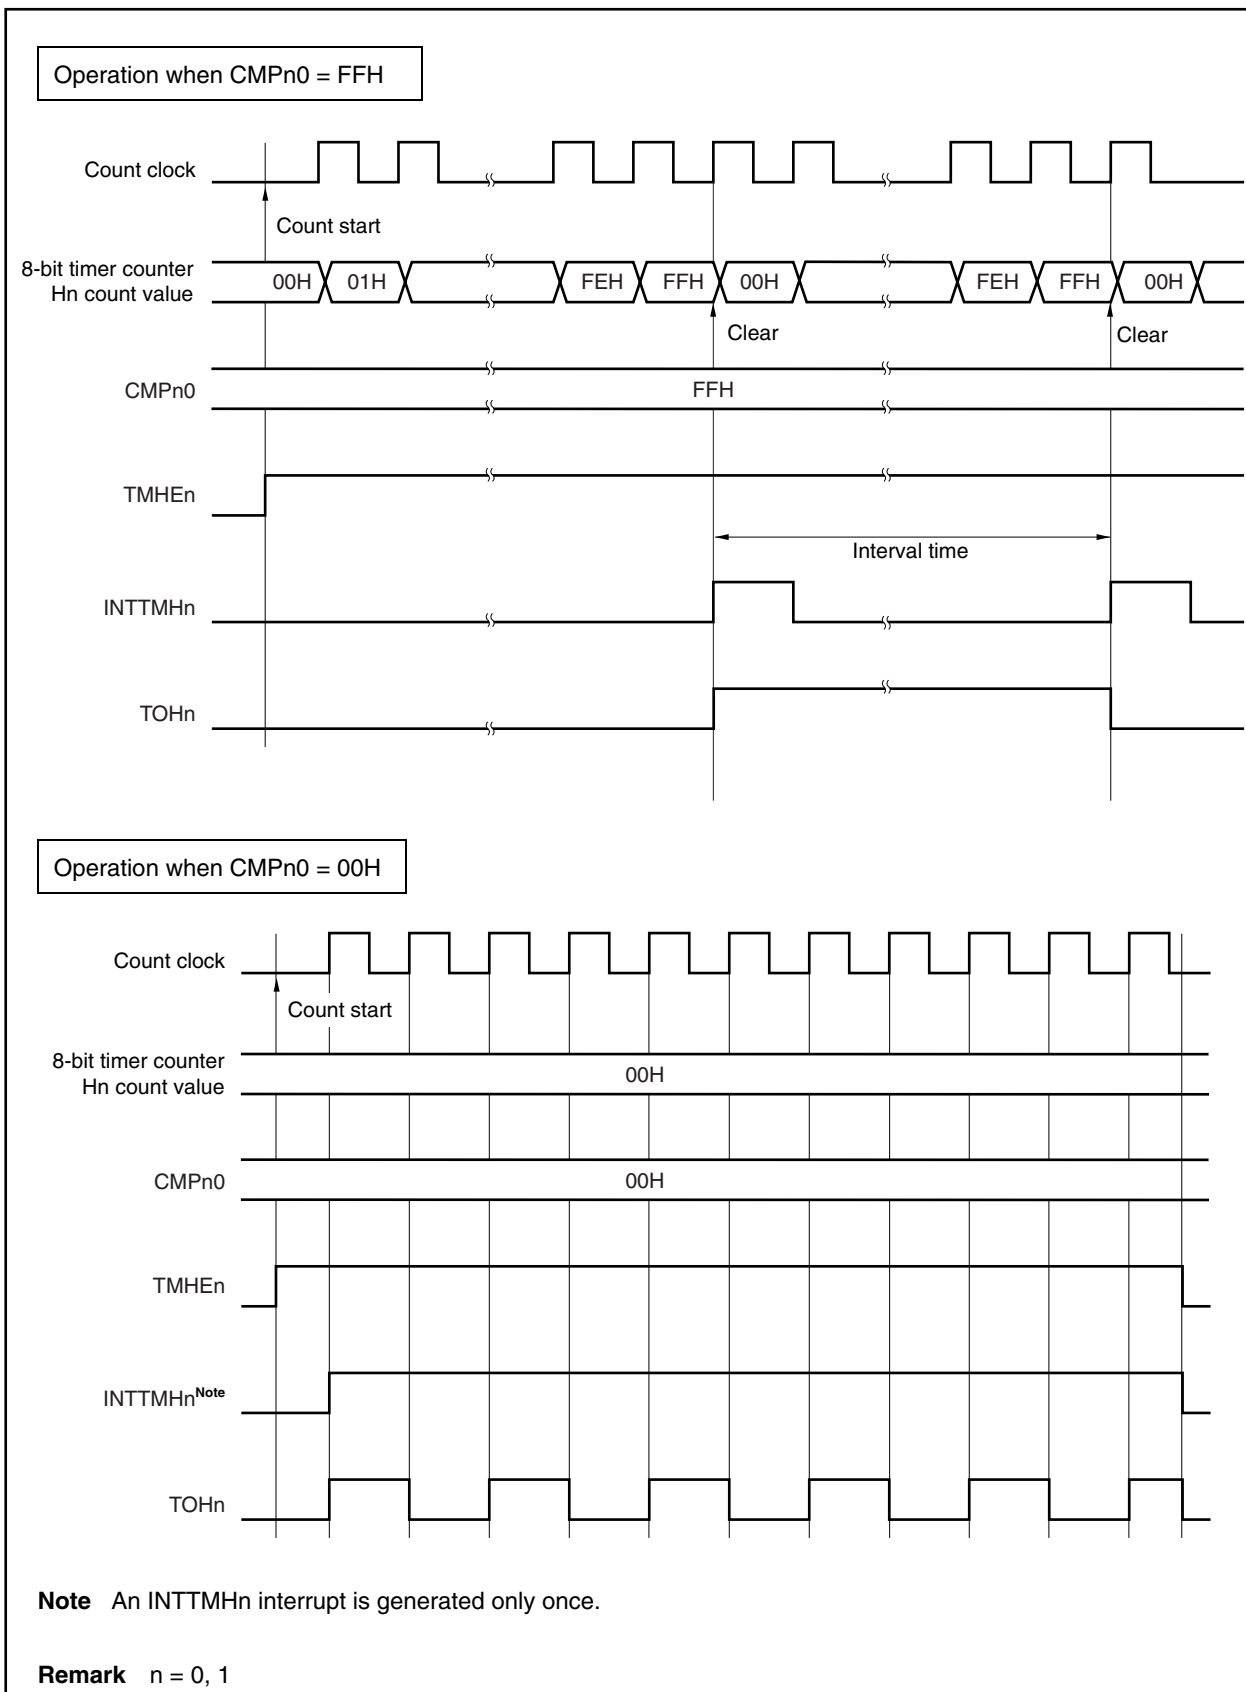 Operation when CMPn0 = FFH
Count clock
Count start
8-bit timer counter
Hn count value
00H
01H
FEH
FFH
00H
FEH
FFH
00H
Clear
Clear
CMPn0
FFH
TMHEn
Interval time
INTTMHn
TOHn
Operation when CMPn0 = 00H
Count clock
Count start
8-bit timer counter
Hn count value
00H
CMPn0
00H
TMHEn
INTTMHnNote
TOHn
Note An INTTMHn interrupt is generated only once.
Remark n = 0, 1